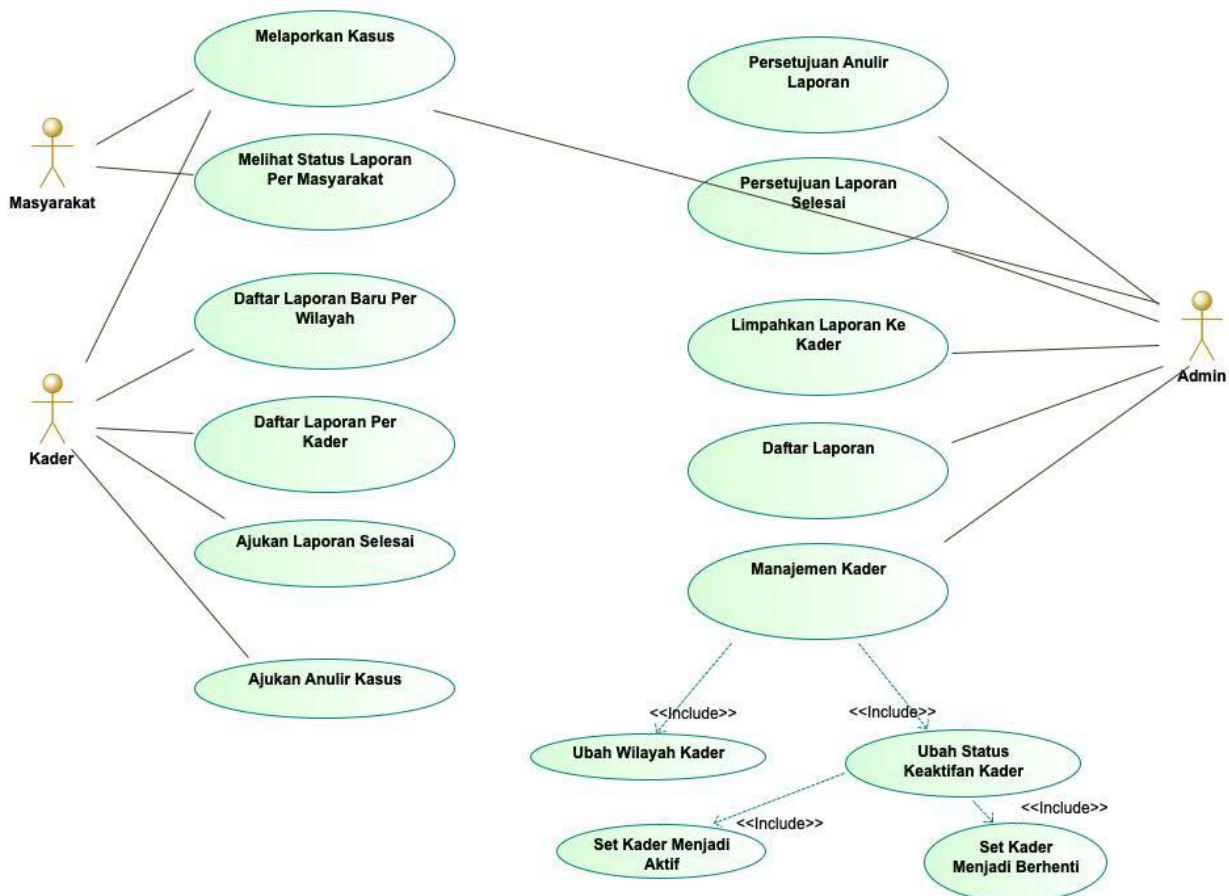 Melaporkan Kasus
Persetujuan Anulir
Laporan
Masyarakat
Melihat Status Laporan
Per Masyarakat
Persetujuan Laporan
Selesai
Daftar Laporan Baru Per
Wilayah
Limpahkan Laporan Ke
Kader
Admin
Kader
Daftar Laporan Per
Kader
Daftar Laporan
Ajukan Laporan Selesai
Manajemen Kader
Ajukan Anulir Kasus
<<Include>>
<<Include>>
Ubah Wilayah Kader
Ubah Status
Keaktifan Kader
<<Include>>
<<Include>>
Set Kader Menjadi
Aktif
Set Kader
Menjadi Berhenti